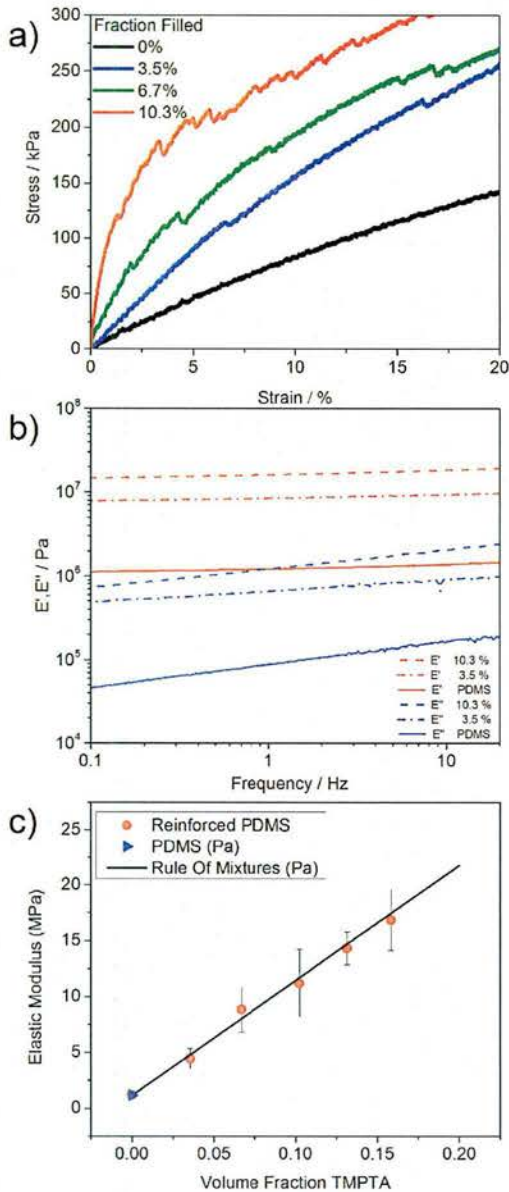 a)
Fraction Filled
0%
3.5%
6.7%
10.3%
300
250
200
150
100
50
0
Stress / kPa
0 5 10 15 20
Strain / %
b)
10⁸
10⁷
10⁶
10⁵
10⁴
E',E'' / Pa
E' 10.3 %
E' 3.5 %
E' PDMS
E'' 10.3 %
E'' 3.5 %
E'' PDMS
0.1 1 10
Frequency / Hz
c)
Reinforced PDMS
PDMS (Pa)
Rule Of Mixtures (Pa)
25
20
15
10
5
0
Elastic Modulus (MPa)
0.00 0.05 0.10 0.15 0.20
Volume Fraction TMPTA